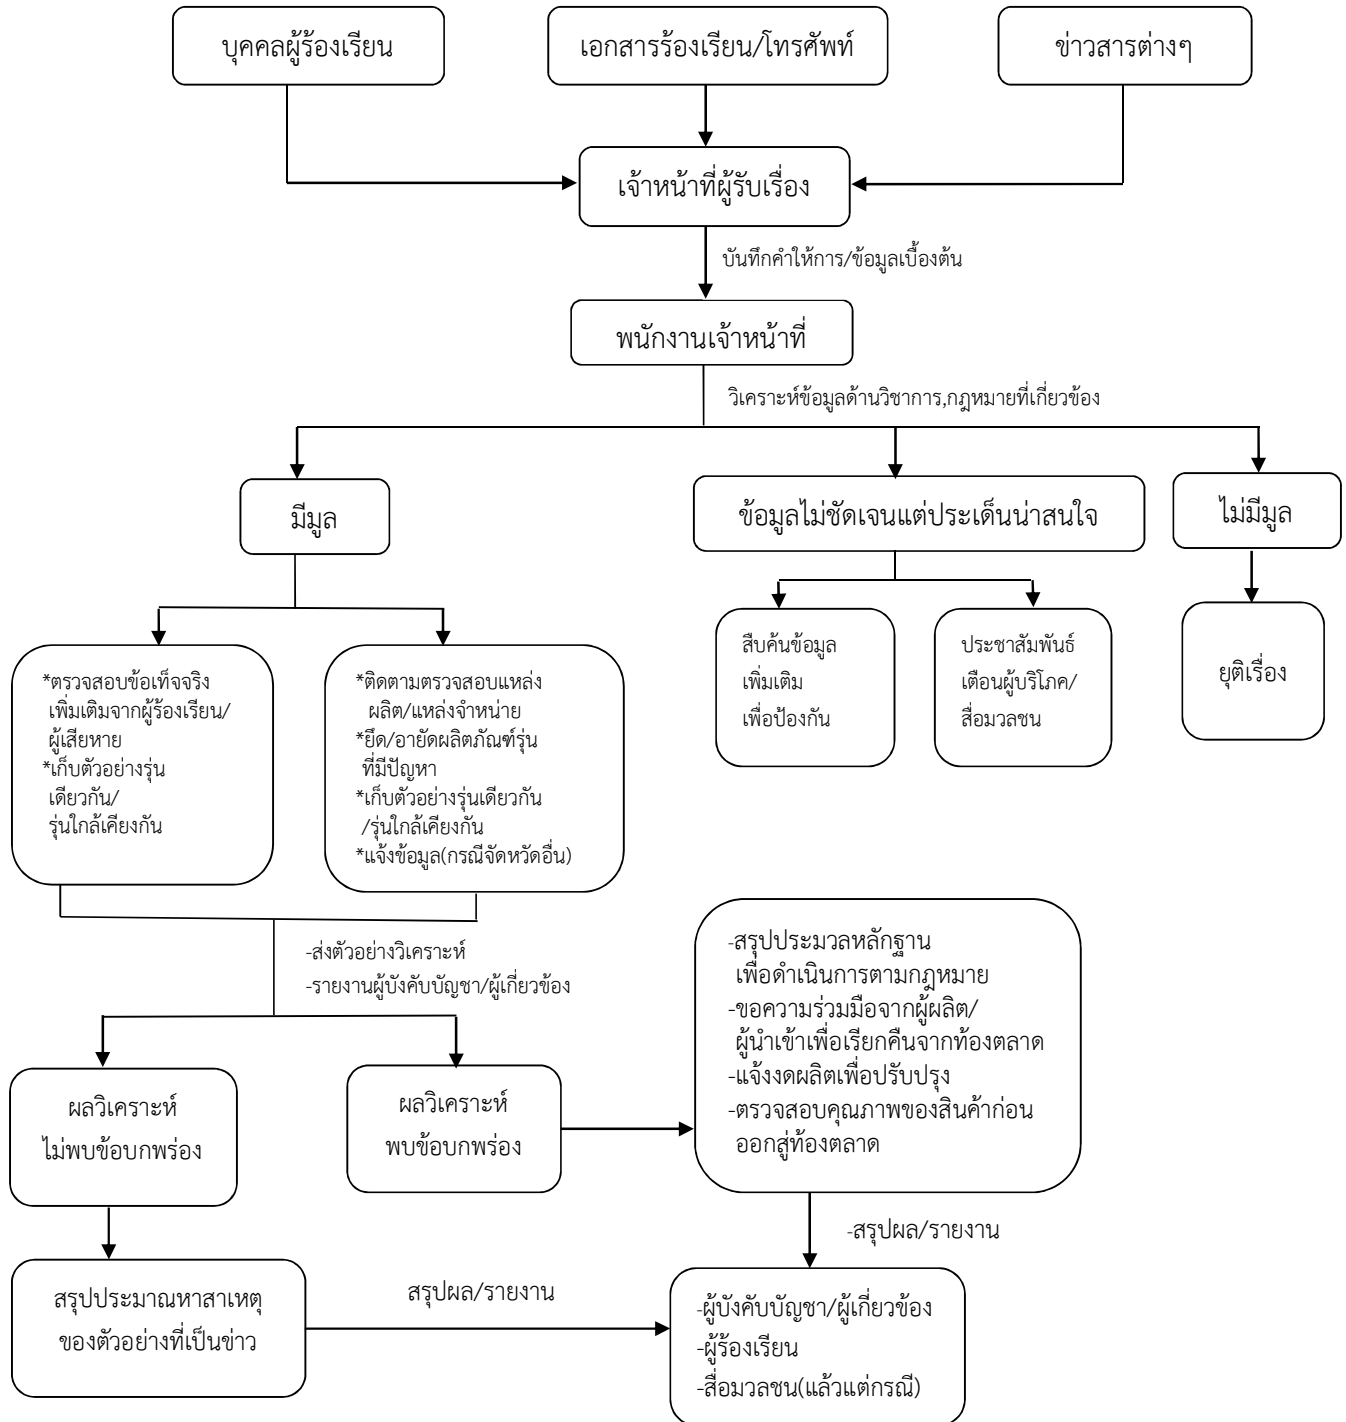 บุคคลผู้ร้องเรียน
เอกสารร้องเรียน/โทรศัพท์
ข่าวสารต่างๆ
เจ้าหน้าที่ผู้รับเรื่อง
บันทึกคำให้การ/ข้อมูลเบื้องต้น
พนักงานเจ้าหน้าที่
วิเคราะห์ข้อมูลด้านวิชาการ,กฎหมายที่เกี่ยวข้อง
มีมูล
ข้อมูลไม่ชัดเจนแต่ประเด็นน่าสนใจ
ไม่มีมูล
*ตรวจสอบข้อเท็จจริง
เพิ่มเติมจากผู้ร้องเรียน/
ผู้เสียหาย
*เก็บตัวอย่างรุ่น
เดียวกัน/
รุ่นใกล้เคียงกัน
*ติดตามตรวจสอบแหล่ง
ผลิต/แหล่งจำหน่าย
*ยึด/อายัดผลิตภัณฑ์รุ่น
ที่มีปัญหา
*เก็บตัวอย่างรุ่นเดียวกัน
/รุ่นใกล้เคียงกัน
*แจ้งข้อมูล(กรณีจัดหวัดอื่น)
สืบค้นข้อมูล
เพิ่มเติม
เพื่อป้องกัน
ประชาสัมพันธ์
เตือนผู้บริโภค/
สื่อมวลชน
ยุติเรื่อง
-ส่งตัวอย่างวิเคราะห์
-รายงานผู้บังคับบัญชา/ผู้เกี่ยวข้อง
ผลวิเคราะห์
ไม่พบข้อบกพร่อง
ผลวิเคราะห์
พบข้อบกพร่อง
-สรุปประมวลหลักฐาน
เพื่อดำเนินการตามกฎหมาย
-ขอความร่วมมือจากผู้ผลิต/
ผู้นำเข้าเพื่อเรียกคืนจากท้องตลาด
-แจ้งงดผลิตเพื่อปรับปรุง
-ตรวจสอบคุณภาพของสินค้าก่อน
ออกสู่ท้องตลาด
-สรุปผล/รายงาน
สรุปประมาณหาสาเหตุ
ของตัวอย่างที่เป็นข่าว
สรุปผล/รายงาน
-ผู้บังคับบัญชา/ผู้เกี่ยวข้อง
-ผู้ร้องเรียน
-สื่อมวลชน(แล้วแต่กรณี)